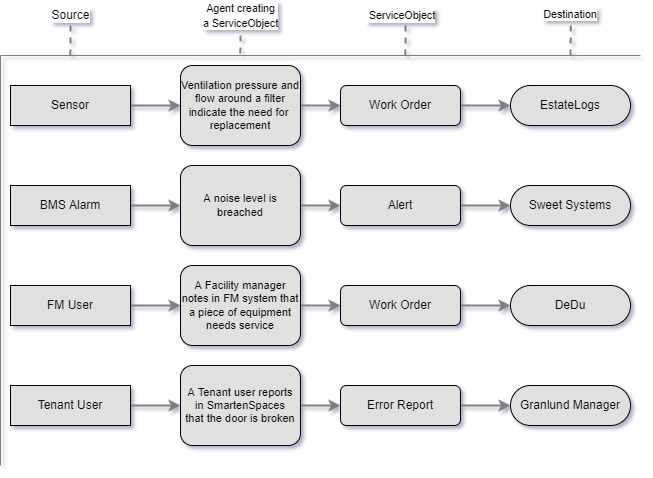 Source
Agent creating
a ServiceObject
ServiceObject
Destination
Sensor
Ventilation pressure and
flow around a filter
indicate the need for
replacement
Work Order
EstateLogs
BMS Alarm
A noise level is
breached
Alert
Sweet Systems
FM User
A Facility manager
notes in FM system that
a piece of equipment
needs service
Work Order
DeDu
Tenant User
A Tenant user reports
in SmartenSpaces
that the door is broken
Error Report
Granlund Manager